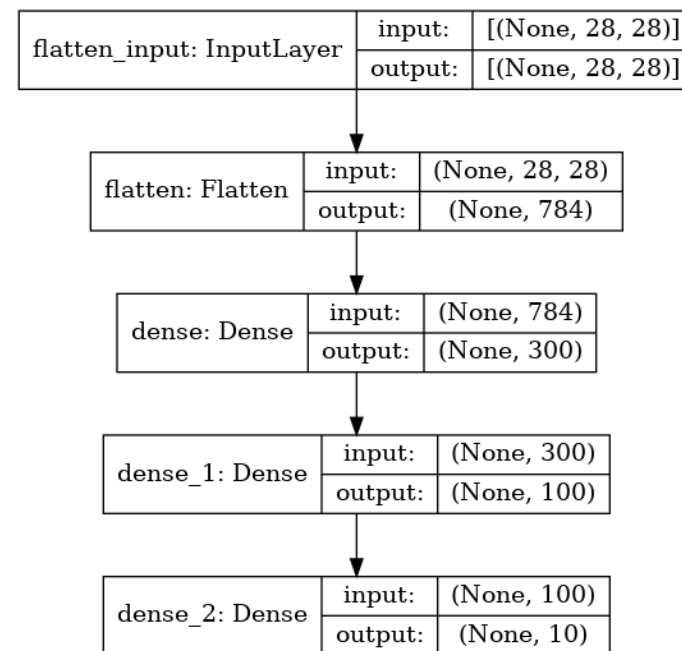 flatten_input: InputLayer
input: [(None, 28, 28)]
output: [(None, 28, 28)]
flatten: Flatten
input: (None, 28, 28)
output: (None, 784)
dense: Dense
input: (None, 784)
output: (None, 300)
dense_1: Dense
input: (None, 300)
output: (None, 100)
dense_2: Dense
input: (None, 100)
output: (None, 10)